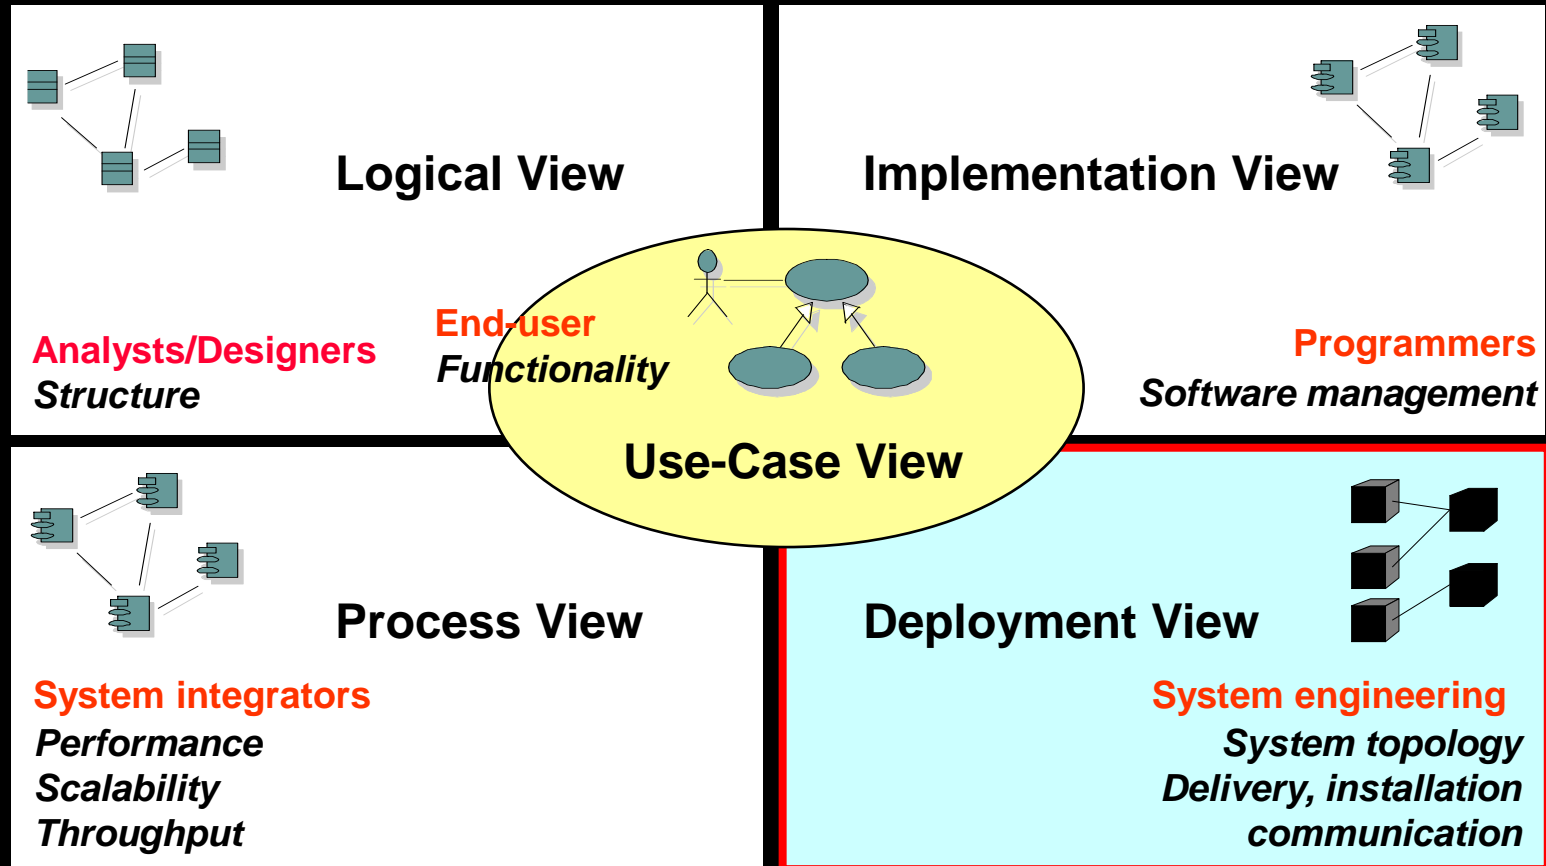 Logical View
Analysts/Designers
Structure
Implementation View
Programmers
Software management
End-user
Functionality
Use-Case View
Process View
System integrators
Performance
Scalability
Throughput
Deployment View
System engineering
System topology
Delivery, installation
communication